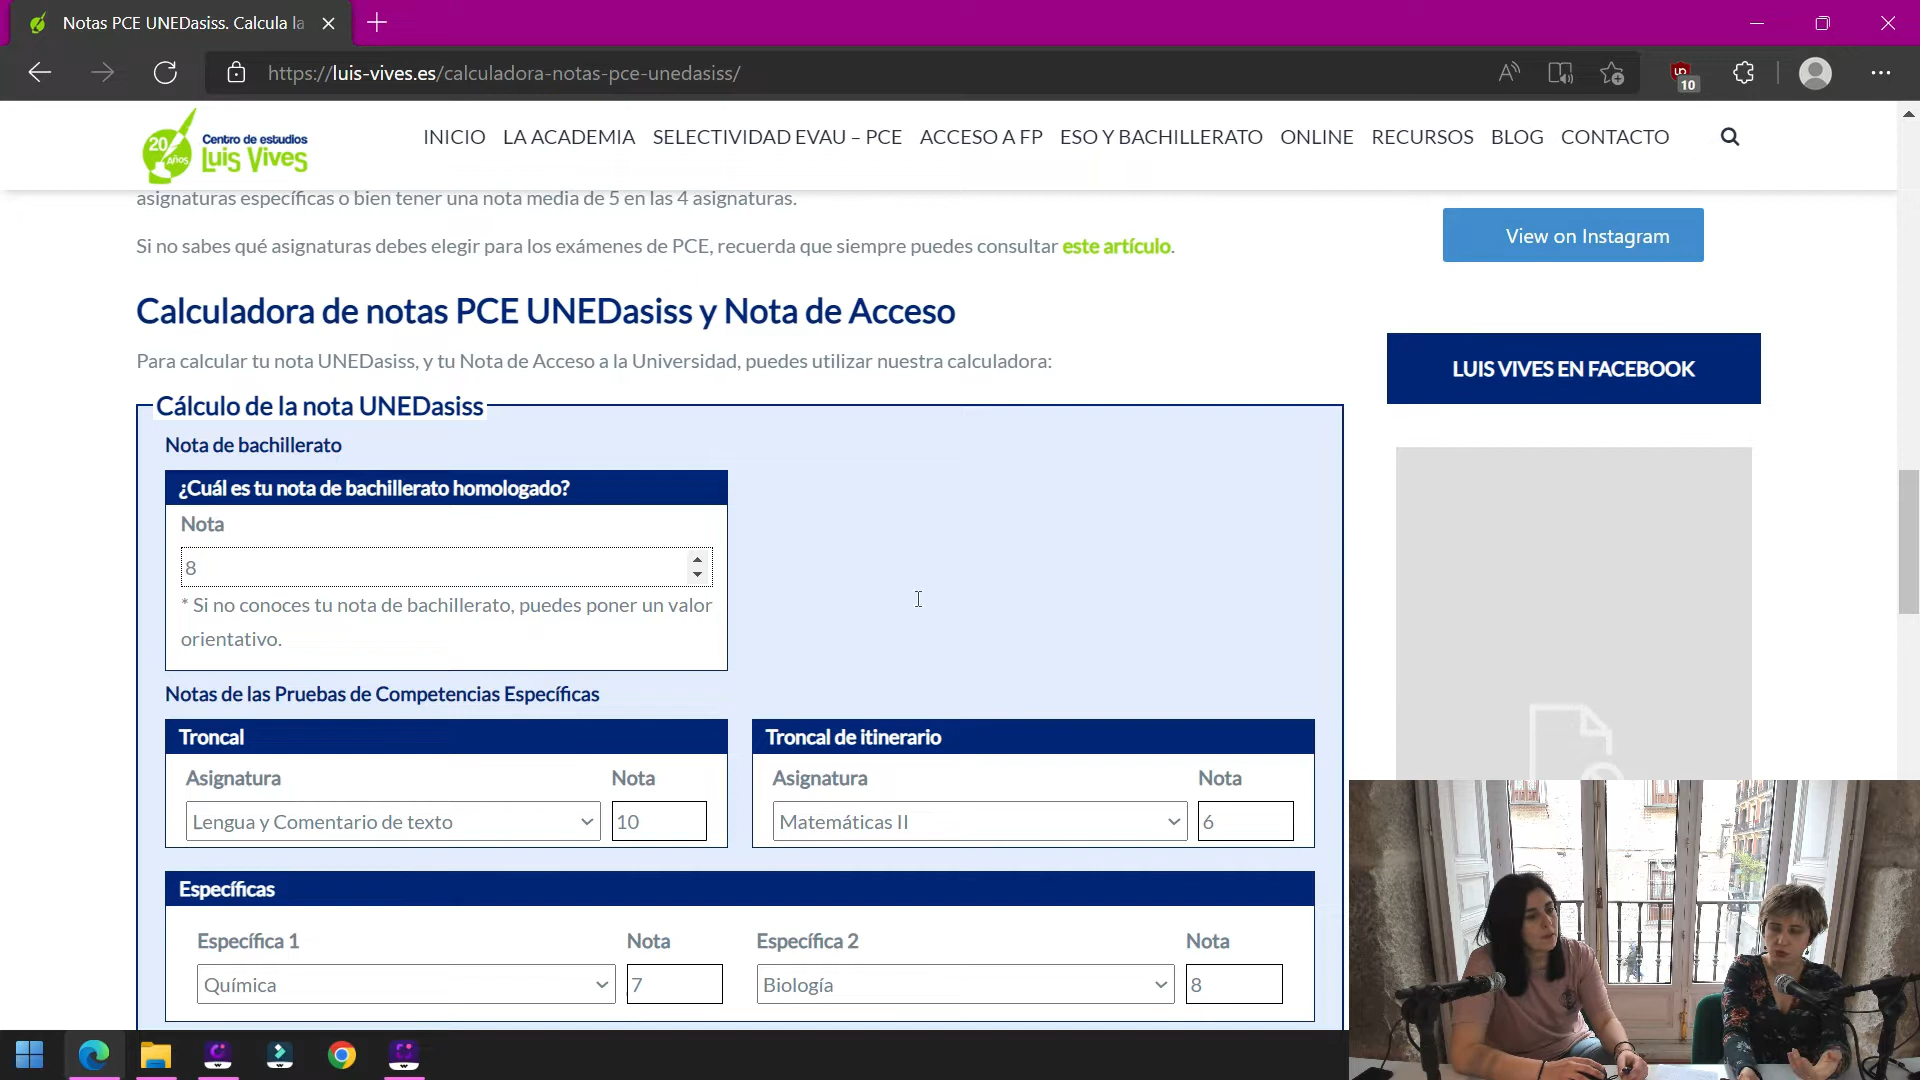 Notas PCE UNEDasiss. Calcula la
https://luis-vives.es/calculadora-notas-pce-unedasiss/
10
20 Años
Centro de estudios
Luis Vives
INICIO LA ACADEMIA SELECTIVIDAD EVAU – PCE ACCESO A FP ESO Y BACHILLERATO ONLINE RECURSOS BLOG CONTACTO
asignaturas específicas o bien tener una nota media de 5 en las 4 asignaturas.
Si no sabes qué asignaturas debes elegir para los exámenes de PCE, recuerda que siempre puedes consultar este artículo.
View on Instagram
Calculadora de notas PCE UNEDasiss y Nota de Acceso
Para calcular tu nota UNEDasiss, y tu Nota de Acceso a la Universidad, puedes utilizar nuestra calculadora:
LUIS VIVES EN FACEBOOK
Cálculo de la nota UNEDasiss
Nota de bachillerato
¿Cuál es tu nota de bachillerato homologado?
Nota
8
* Si no conoces tu nota de bachillerato, puedes poner un valor
orientativo.
Notas de las Pruebas de Competencias Específicas
Troncal
Asignatura Nota
Lengua y Comentario de texto 10
Troncal de itinerario
Asignatura Nota
Matemáticas II 6
Específicas
Específica 1 Nota Específica 2 Nota
Química 7 Biología 8